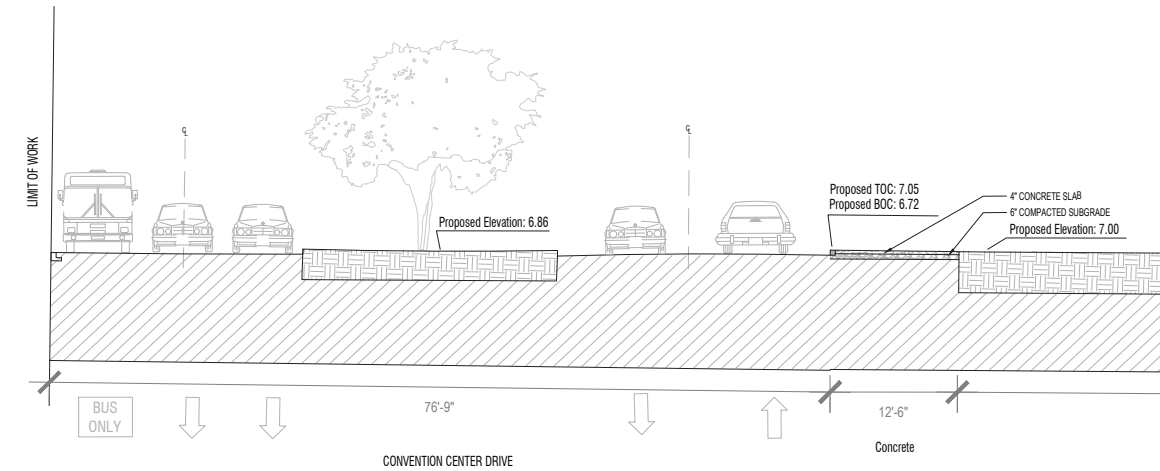 LIMIT OF WORK
℄
℄
Proposed Elevation: 6.86
Proposed TOC: 7.05
Proposed BOC: 6.72
4" CONCRETE SLAB
6" COMPACTED SUBGRADE
Proposed Elevation: 7.00
BUS
ONLY
76'-9"
12'-6"
Concrete
CONVENTION CENTER DRIVE